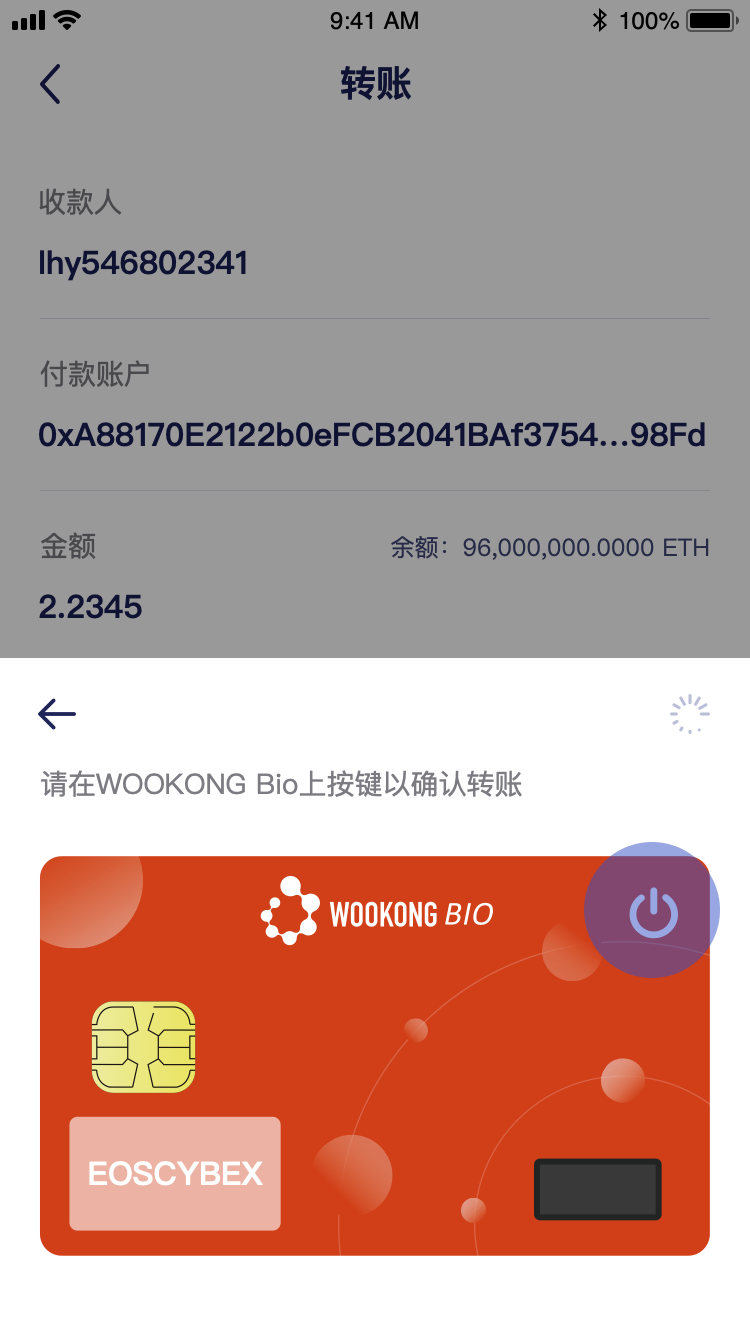 9:41 AM 100%
转账
收款人
lhy546802341
付款账户
0xA88170E2122b0eFCB2041BAf3754...98Fd
金额 余额：96,000,000.0000 ETH
2.2345
请在WOOKONG Bio上按键以确认转账
WOOKONG BIO
EOSCYBEX